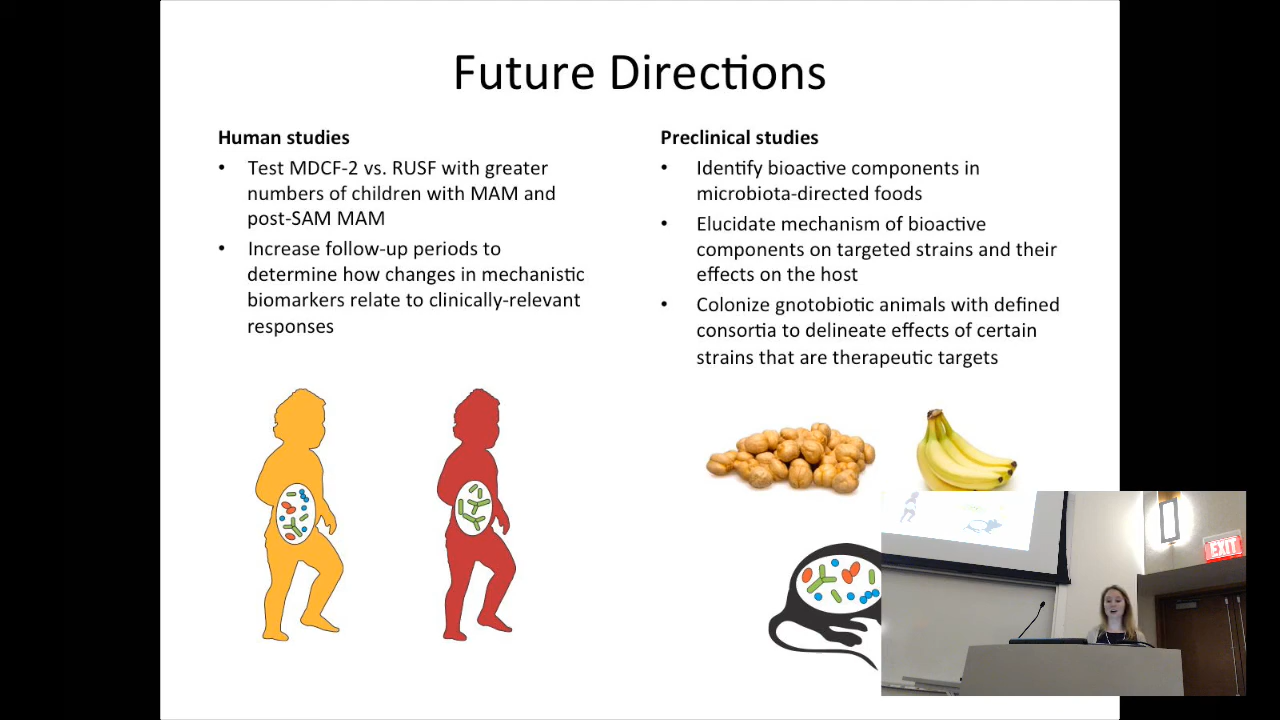 Future Directions
Human studies
• Test MDCF-2 vs. RUSF with greater
numbers of children with MAM and
post-SAM MAM
• Increase follow-up periods to
determine how changes in mechanistic
biomarkers relate to clinically-relevant
responses
Preclinical studies
• Identify bioactive components in
microbiota-directed foods
• Elucidate mechanism of bioactive
components on targeted strains and their
effects on the host
• Colonize gnotobiotic animals with defined
consortia to delineate effects of certain
strains that are therapeutic targets
EXIT